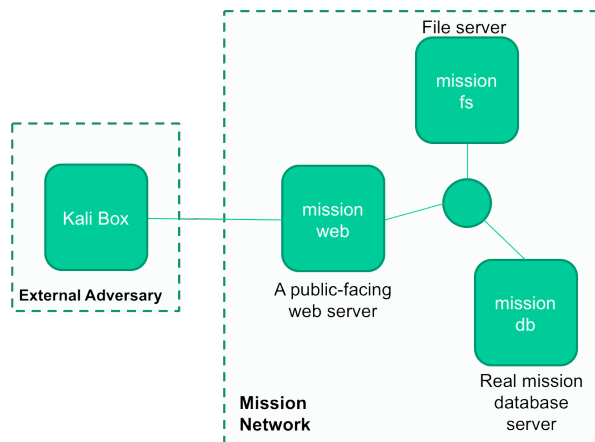 File server
mission
fs
Kali Box
External Adversary
mission
web
A public-facing
web server
mission
db
Real mission
database
server
Mission
Network